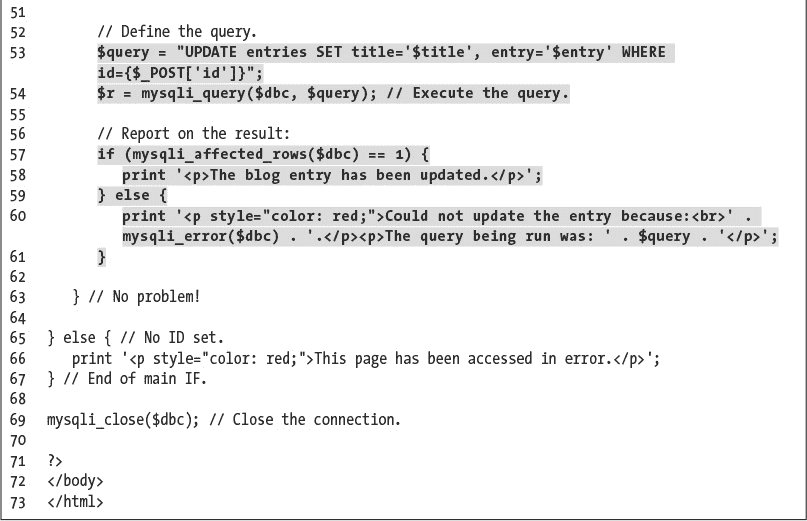 51
52 // Define the query.
53 $query = "UPDATE entries SET title='$title', entry='$entry' WHERE
id={$_POST['id']}";
54 $r = mysqli_query($dbc, $query); // Execute the query.
55
56 // Report on the result:
57 if (mysqli_affected_rows($dbc) == 1) {
58 print '<p>The blog entry has been updated.</p>';
59 } else {
60 print '<p style="color: red;">Could not update the entry because:<br>' .
mysqli_error($dbc) . '.</p><p>The query being run was: ' . $query . '</p>';
61 }
62
63 } // No problem!
64
65 } else { // No ID set.
66 print '<p style="color: red;">This page has been accessed in error.</p>';
67 } // End of main IF.
68
69 mysqli_close($dbc); // Close the connection.
70
71 ?>
72 </body>
73 </html>